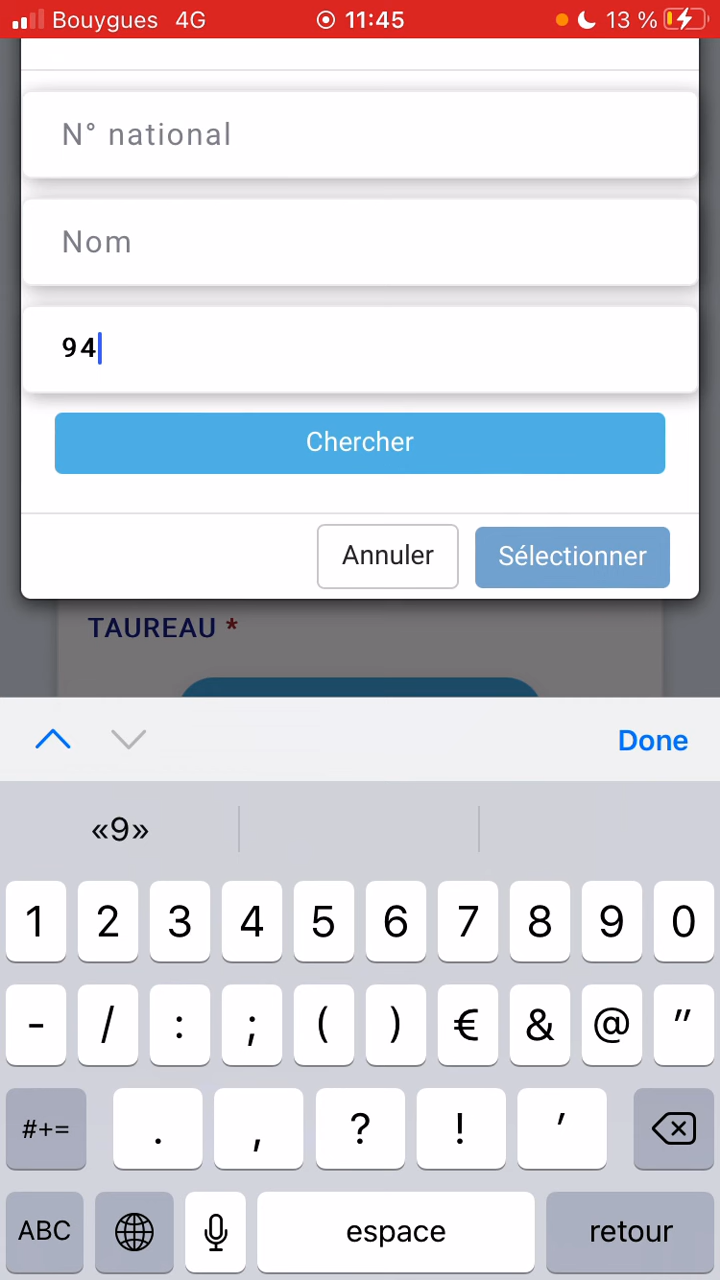 Bouygues 4G 11:45 13 %
N° national
Nom
94
Chercher
Annuler Sélectionner
TAUREAU *
Done
«9»
1 2 3 4 5 6 7 8 9 0
- / : ; ( ) € & @ "
#+= . , ? ! '
ABC espace retour